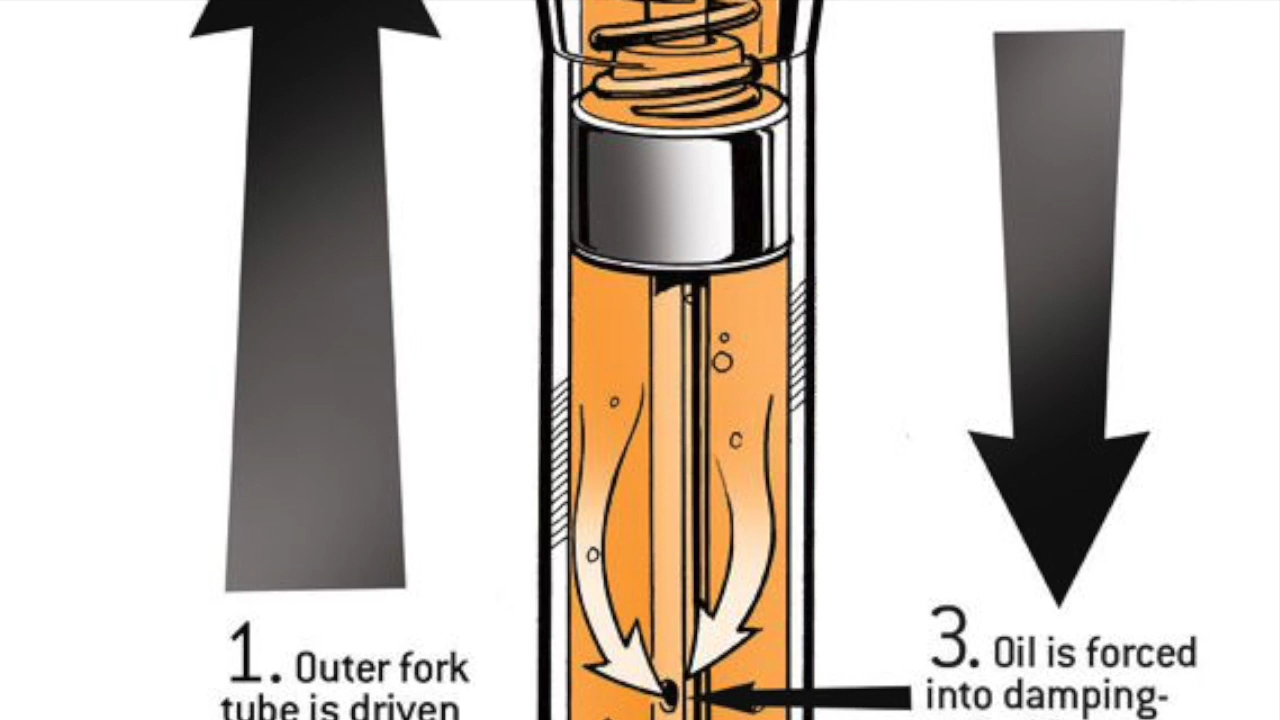 1. Outer fork
tube is driven
3. Oil is forced
into damping-